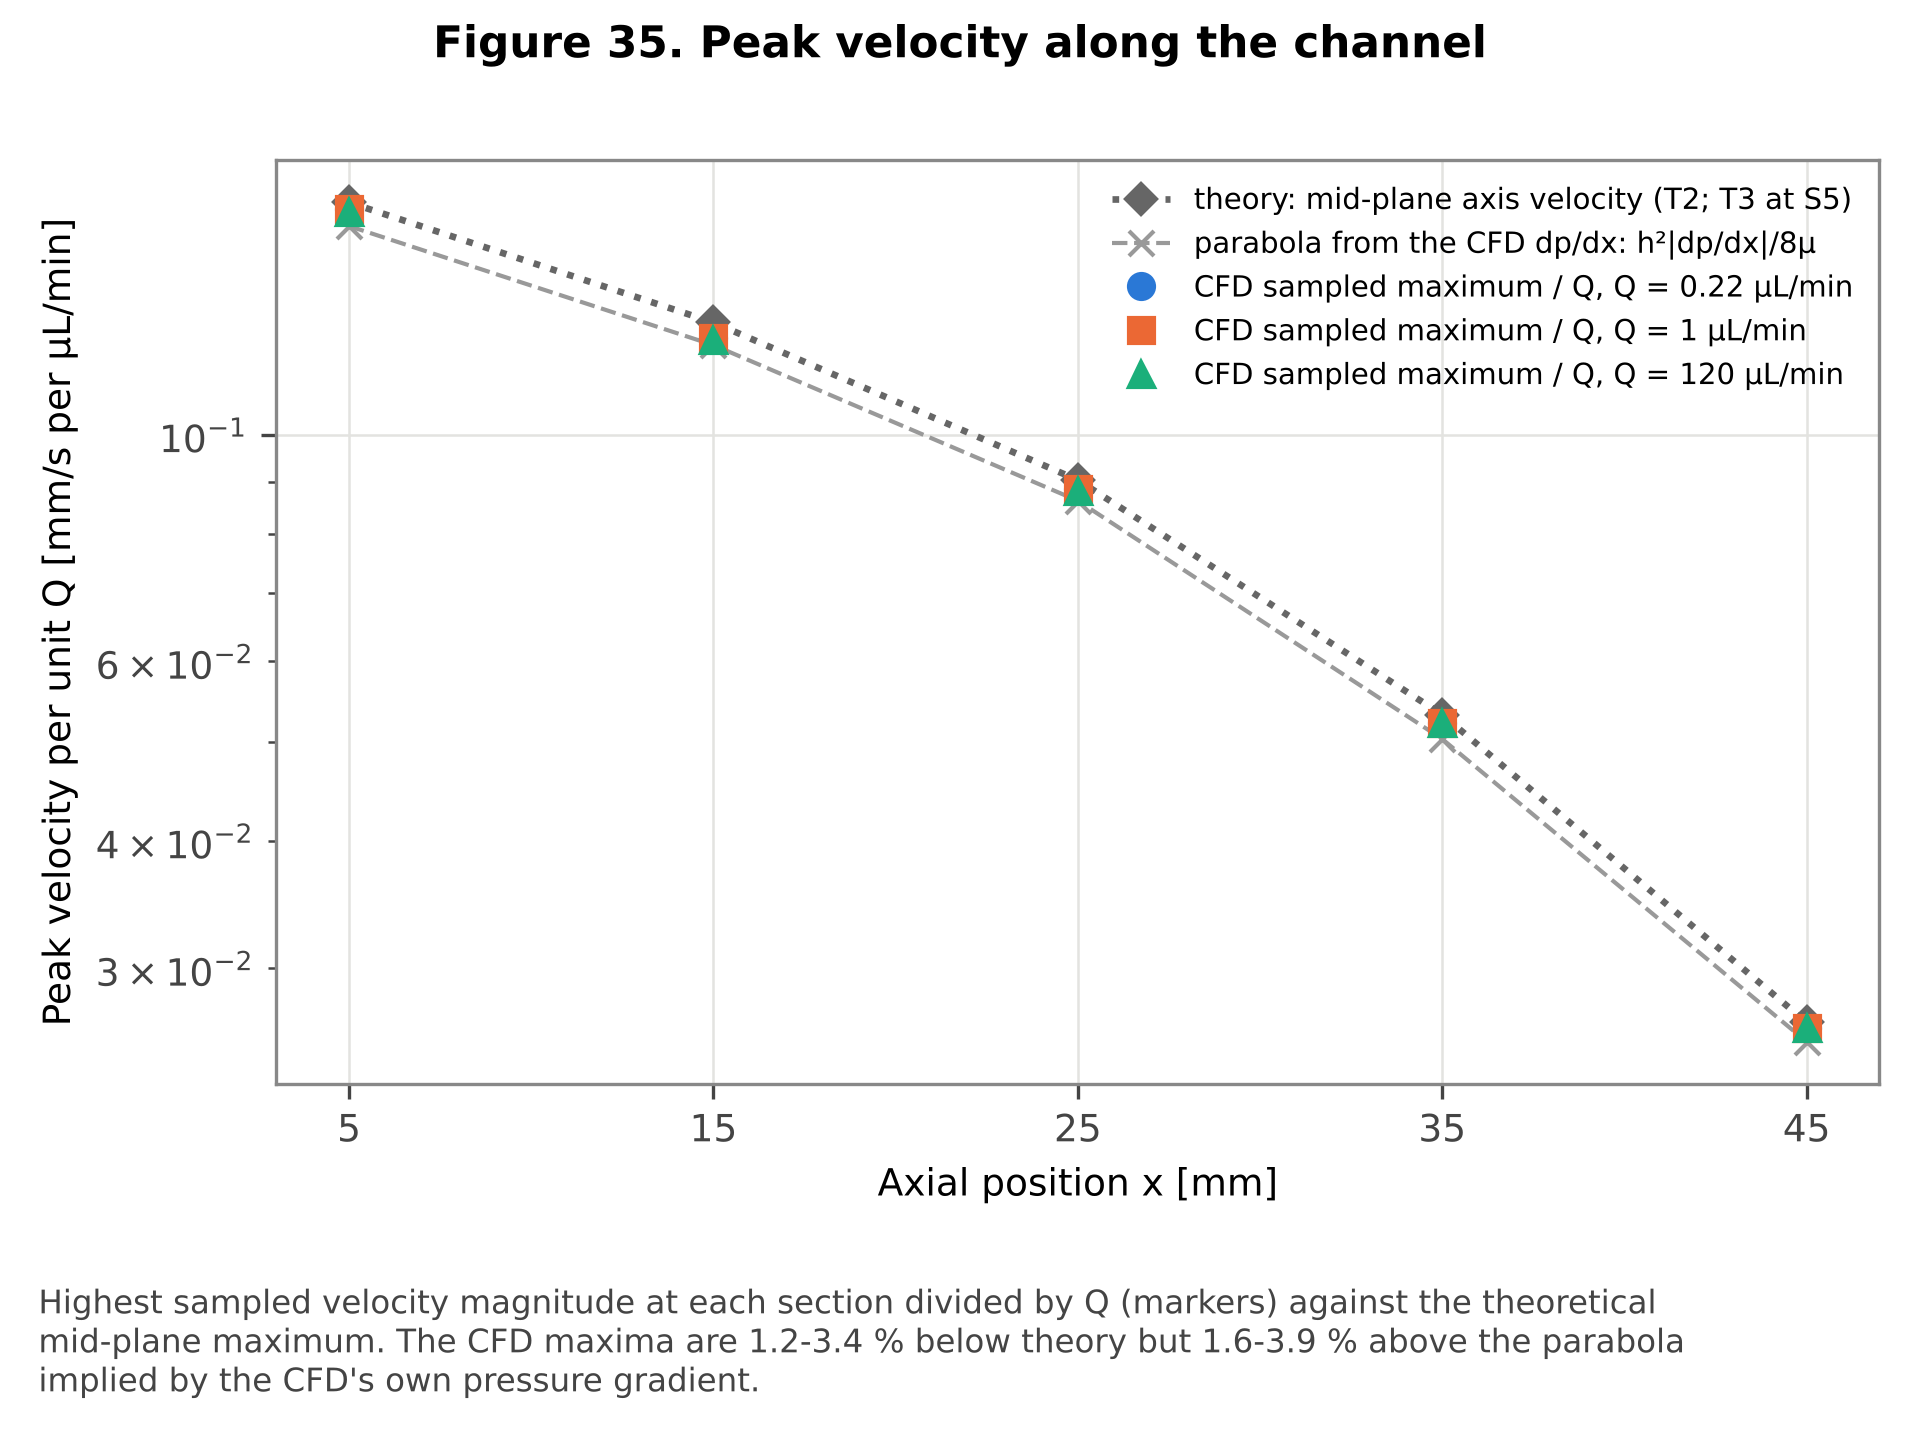 Figure 35. Peak velocity along the channel
Peak velocity per unit Q [mm/s per µL/min]
10⁻¹
6 × 10⁻²
4 × 10⁻²
3 × 10⁻²
theory: mid-plane axis velocity (T2; T3 at S5)
parabola from the CFD dp/dx: h²|dp/dx|/8µ
CFD sampled maximum / Q, Q = 0.22 µL/min
CFD sampled maximum / Q, Q = 1 µL/min
CFD sampled maximum / Q, Q = 120 µL/min
5 15 25 35 45
Axial position x [mm]
Highest sampled velocity magnitude at each section divided by Q (markers) against the theoretical
mid-plane maximum. The CFD maxima are 1.2-3.4 % below theory but 1.6-3.9 % above the parabola
implied by the CFD's own pressure gradient.